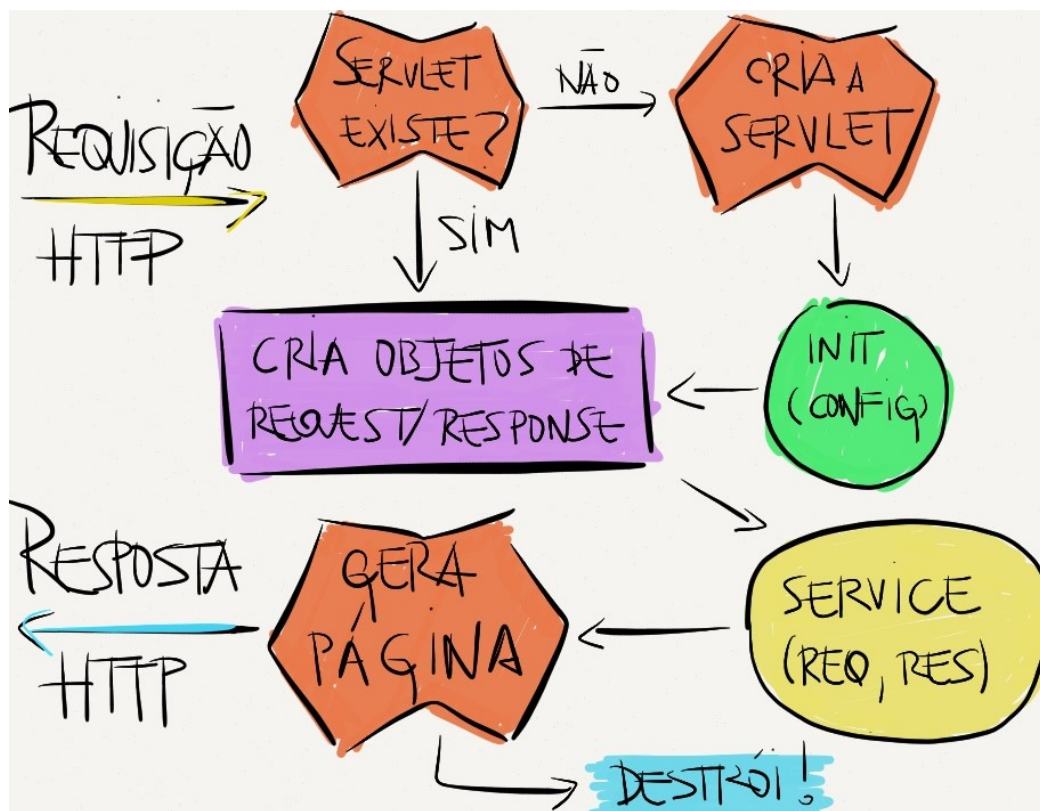 REQUISIÇÃO
HTTP
SERVLET
EXISTE?
NÃO
CRIA A
SERVLET
SIM
CRIA OBJETOS DE
REQUEST/RESPONSE
INIT
(CONFIG)
SERVICE
(REQ, RES)
GERA
PÁGINA
RESPOSTA
HTTP
DESTRÓI!